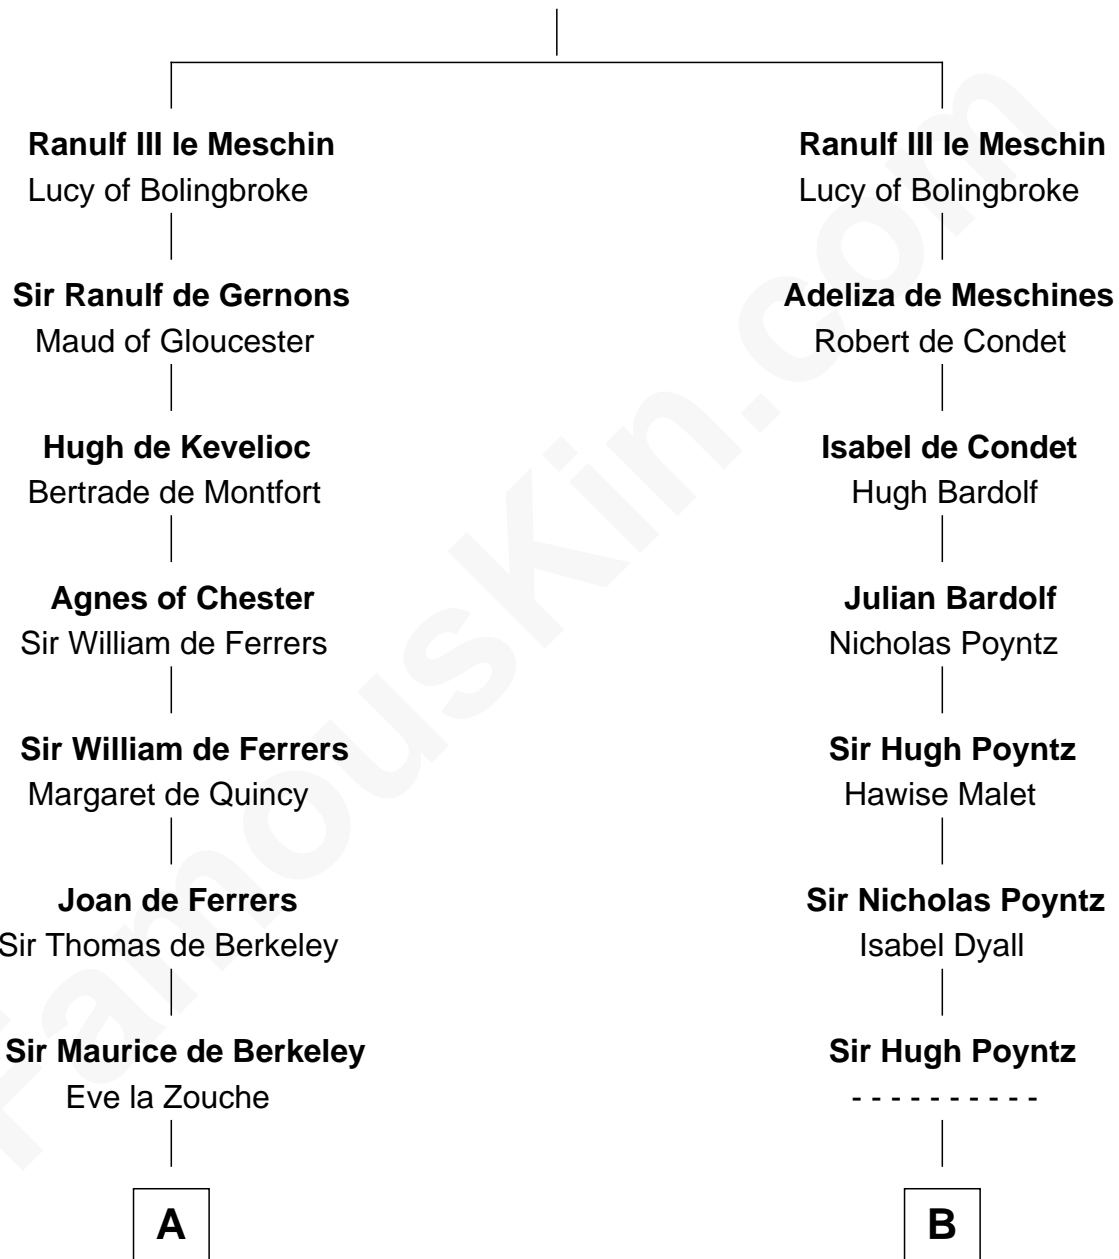 Ranulf III le Meschin
Lucy of Bolingbroke
Sir Ranulf de Gernons
Maud of Gloucester
Hugh de Kevelioc
Bertrade de Montfort
Agnes of Chester
Sir William de Ferrers
Sir William de Ferrers
Margaret de Quincy
Joan de Ferrers
Sir Thomas de Berkeley
Sir Maurice de Berkeley
Eve la Zouche
A
Ranulf III le Meschin
Lucy of Bolingbroke
Adeliza de Meschines
Robert de Condet
Isabel de Condet
Hugh Bardolf
Julian Bardolf
Nicholas Poyntz
Sir Hugh Poyntz
Hawise Malet
Sir Nicholas Poyntz
Isabel Dyall
Sir Hugh Poyntz
- - - - - - - - - -
B
FamousKin.com